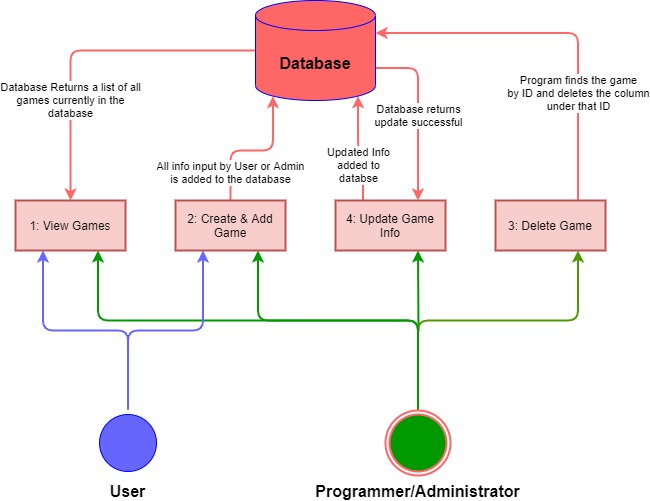 Database
Database Returns a list of all
games currently in the
database
Program finds the game
by ID and deletes the column
under that ID
Database returns
update successful
All info input by User or Admin
is added to the database
Updated Info
added to
databse
1: View Games
2: Create & Add
Game
4: Update Game
Info
3: Delete Game
User
Programmer/Administrator